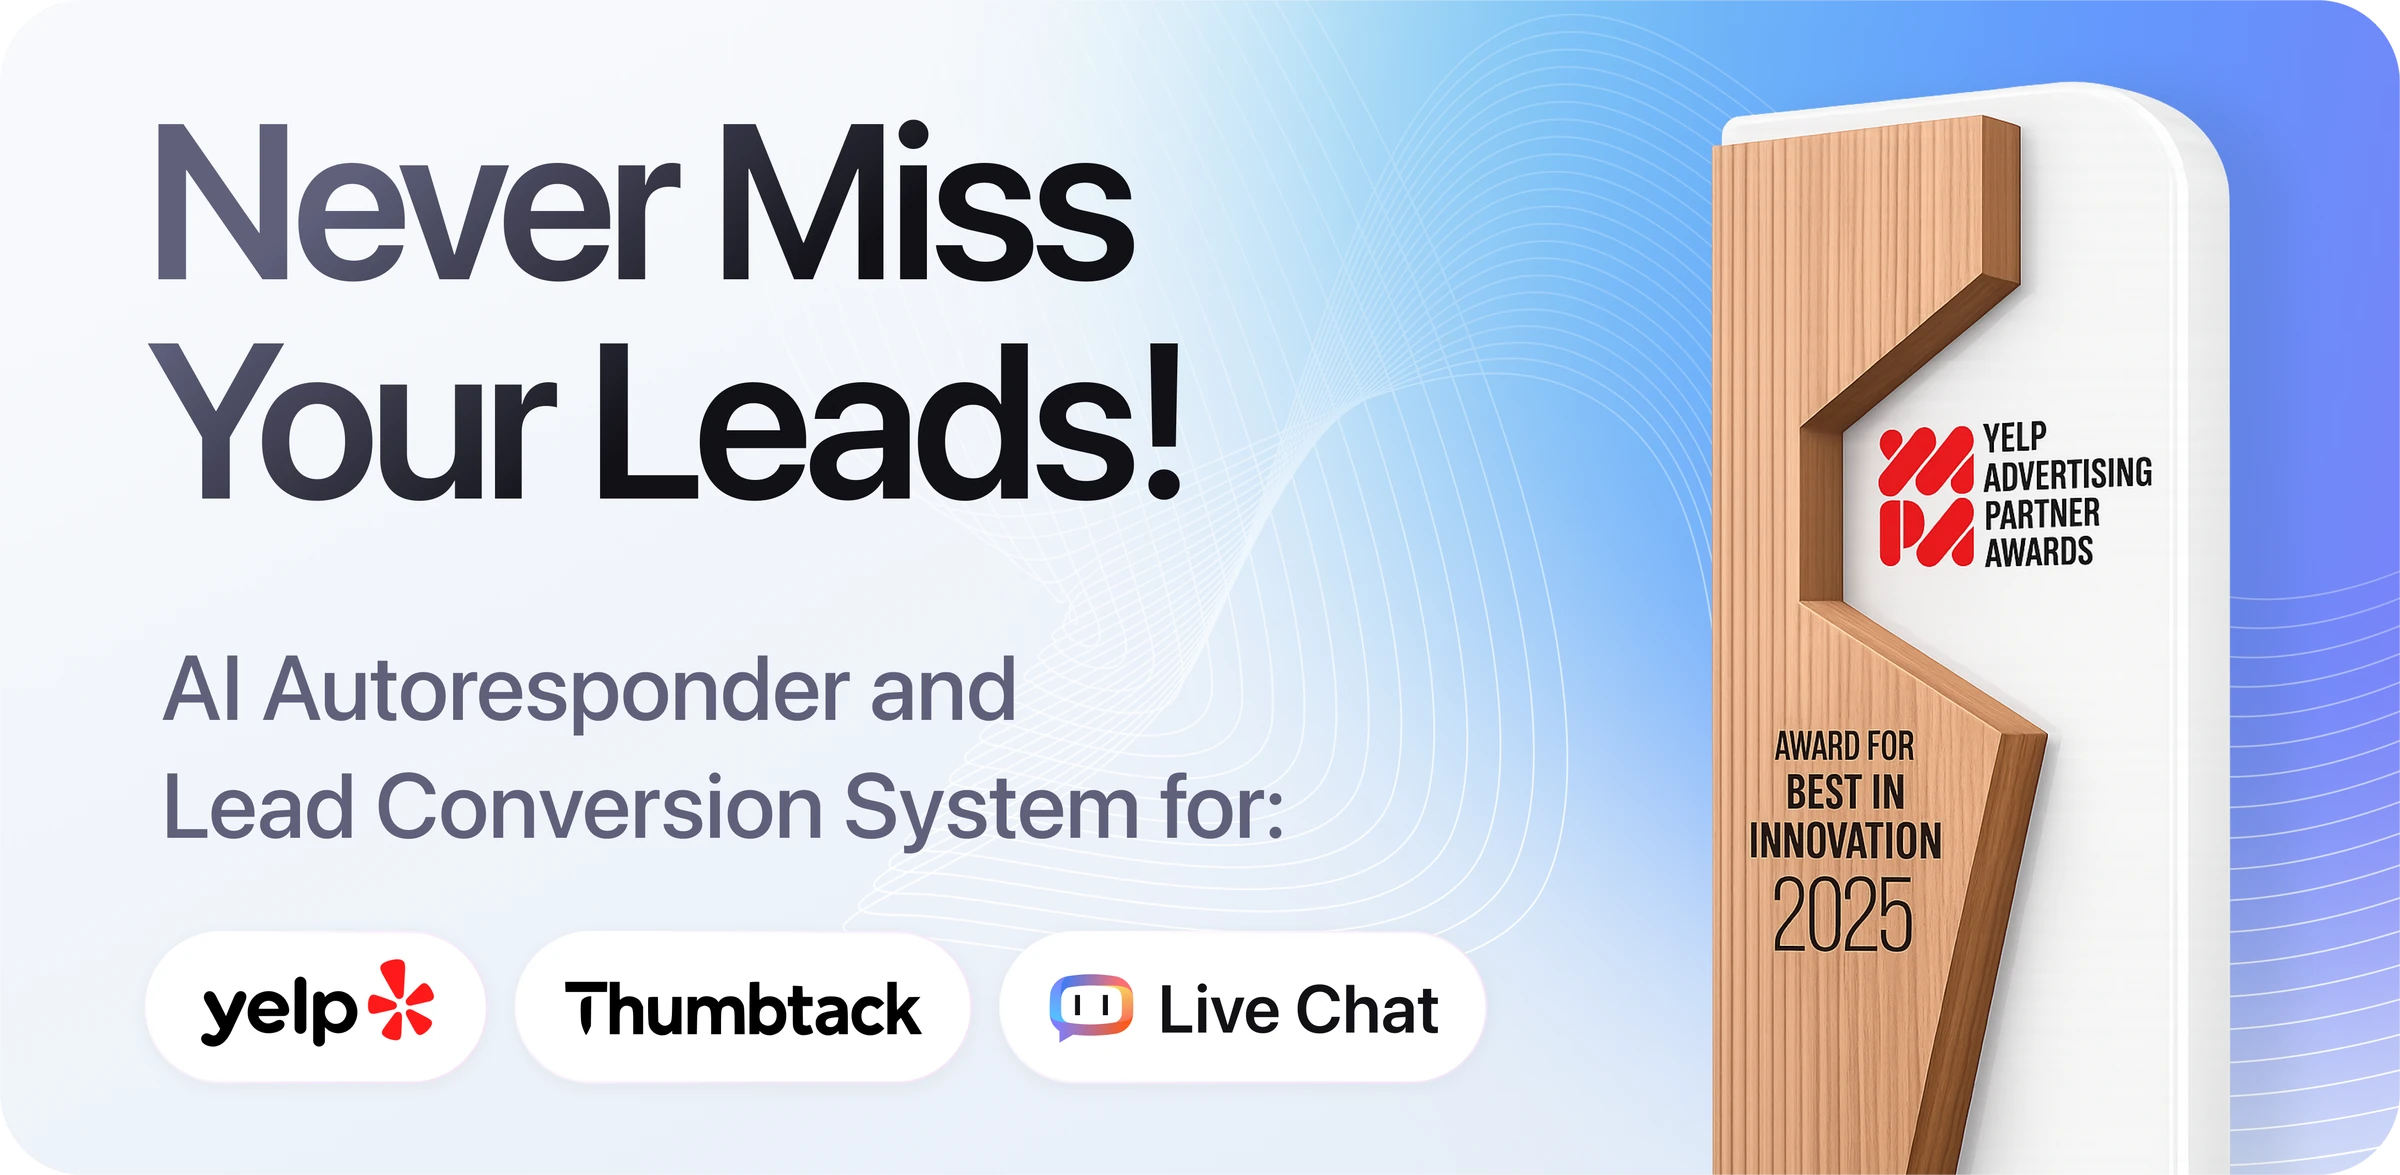 Never Miss
Your Leads!
AI Autoresponder and
Lead Conversion System for:
yelp
Thumbtack
Live Chat
YELP
ADVERTISING
PARTNER
AWARDS
AWARD FOR
BEST IN
INNOVATION
2025